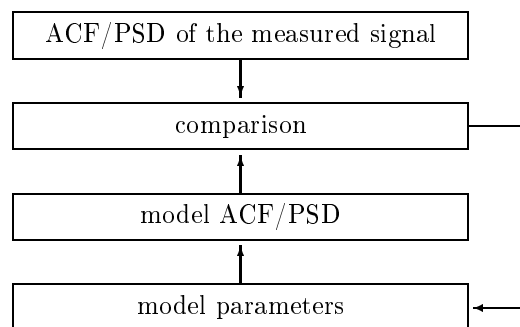 ACF/PSD of the measured signal
comparison
model ACF/PSD
model parameters